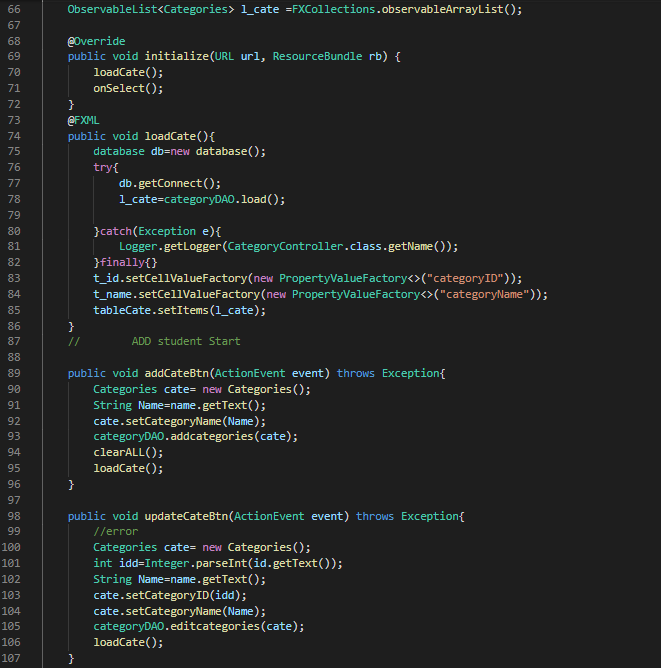 66 ObservableList<Categories> l_cate =FXCollections.observableArrayList();
67
68 @Override
69 public void initialize(URL url, ResourceBundle rb) {
70 loadCate();
71 onSelect();
72 }
73 @FXML
74 public void loadCate(){
75 database db=new database();
76 try{
77 db.getConnect();
78 l_cate=categoryDAO.load();
79
80 }catch(Exception e){
81 Logger.getLogger(CategoryController.class.getName());
82 }finally{}
83 t_id.setCellValueFactory(new PropertyValueFactory<>("categoryID"));
84 t_name.setCellValueFactory(new PropertyValueFactory<>("categoryName"));
85 tableCate.setItems(l_cate);
86 }
87 // ADD student Start
88
89 public void addCateBtn(ActionEvent event) throws Exception{
90 Categories cate= new Categories();
91 String Name=name.getText();
92 cate.setCategoryName(Name);
93 categoryDAO.addcategories(cate);
94 clearALL();
95 loadCate();
96 }
97
98 public void updateCateBtn(ActionEvent event) throws Exception{
99 //error
100 Categories cate= new Categories();
101 int idd=Integer.parseInt(id.getText());
102 String Name=name.getText();
103 cate.setCategoryID(idd);
104 cate.setCategoryName(Name);
105 categoryDAO.editcategories(cate);
106 loadCate();
107 }